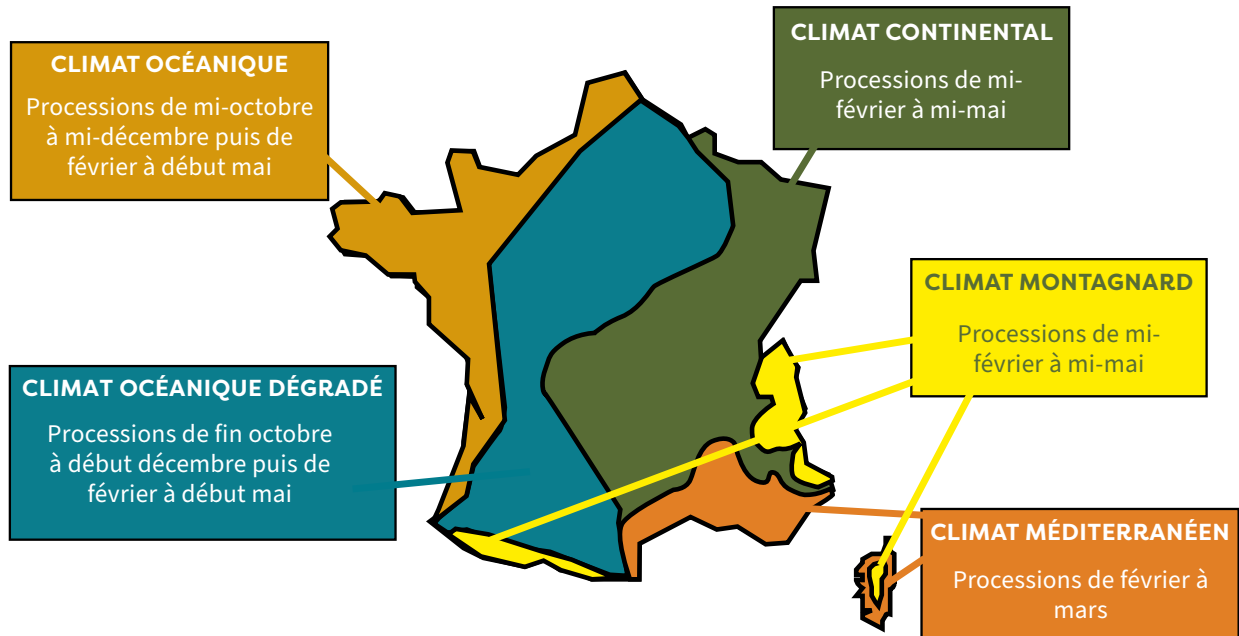 CLIMAT OCÉANIQUE
Processions de mi-octobre
à mi-décembre puis de
février à début mai
CLIMAT CONTINENTAL
Processions de mi-
février à mi-mai
CLIMAT MONTAGNARD
Processions de mi-
février à mi-mai
CLIMAT OCÉANIQUE DÉGRADÉ
Processions de fin octobre
à début décembre puis de
février à début mai
CLIMAT MÉDITERRANÉEN
Processions de février à
mars